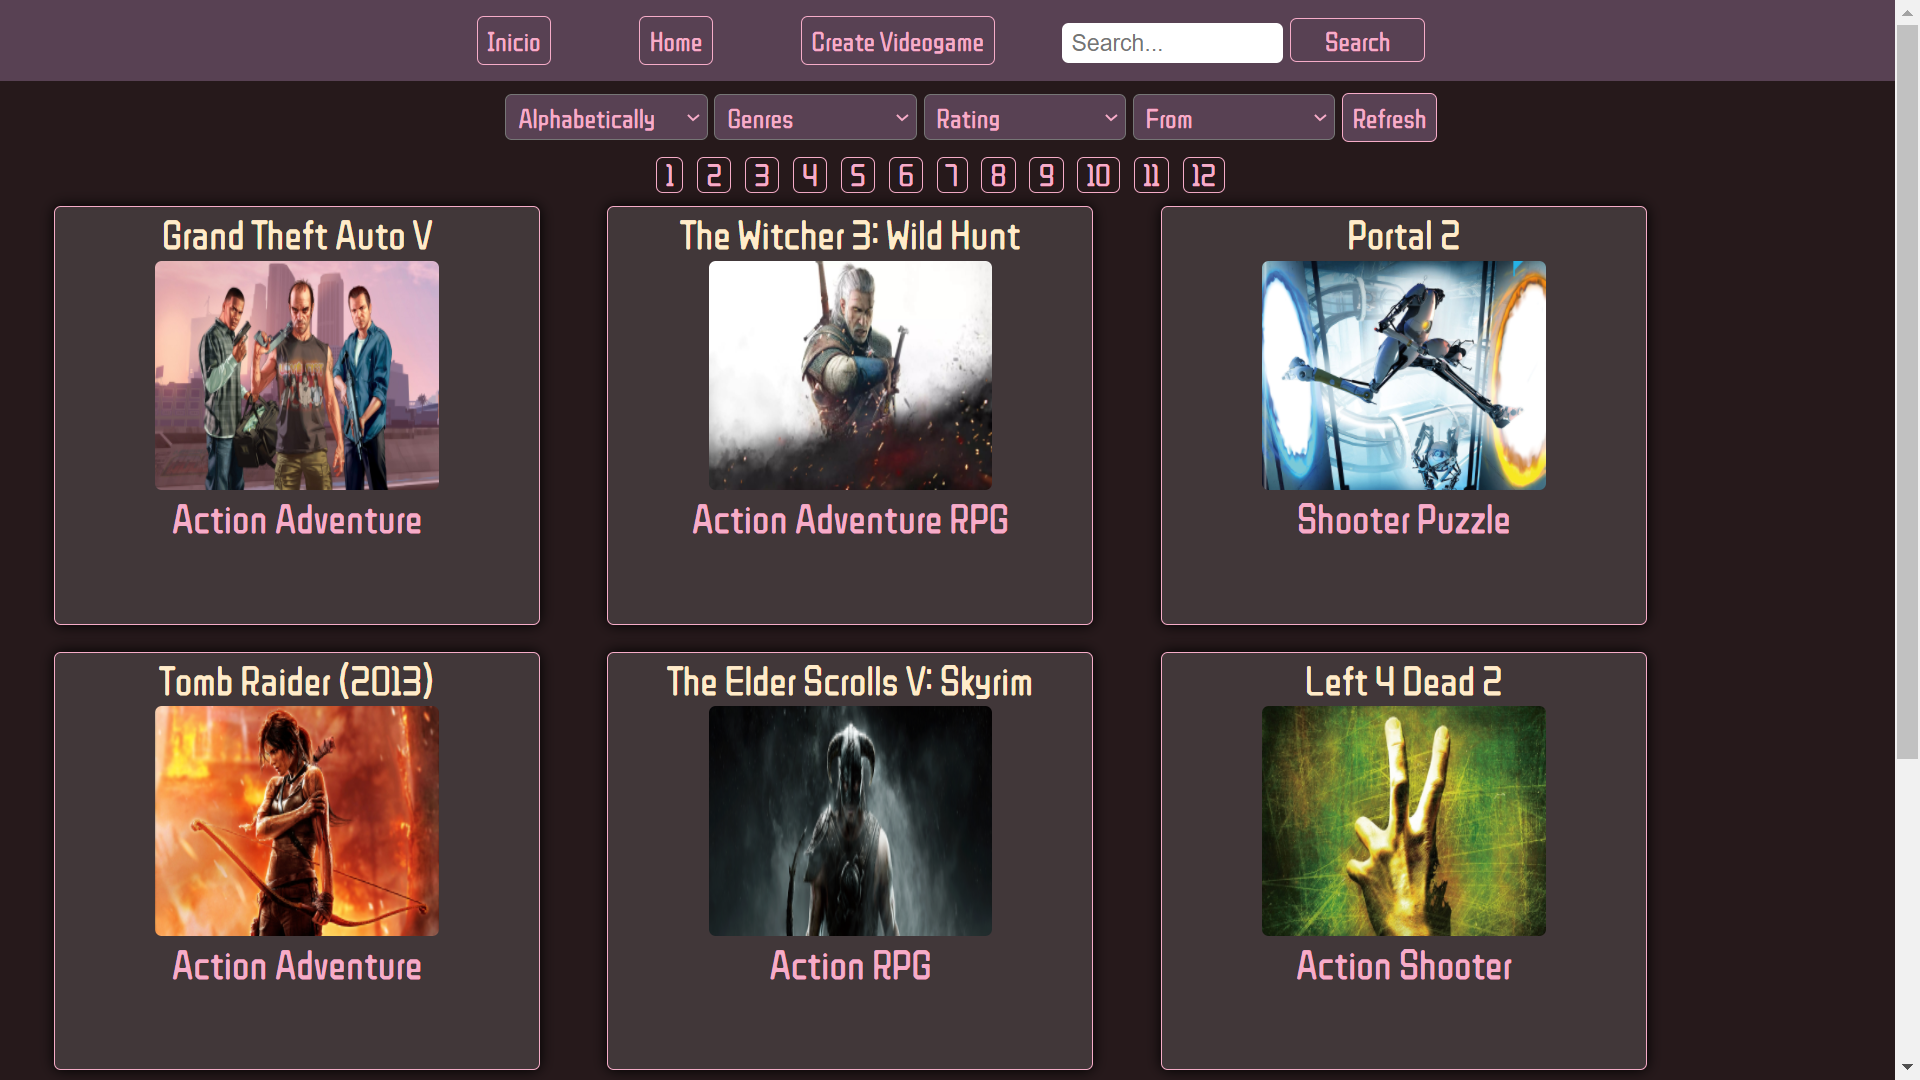 Inicio Home Create Videogame Search... Search
Alphabetically Genres Rating From Refresh
1 2 3 4 5 6 7 8 9 10 11 12
Grand Theft Auto V
Action Adventure
The Witcher 3: Wild Hunt
Action Adventure RPG
Portal 2
Shooter Puzzle
Tomb Raider (2013)
Action Adventure
The Elder Scrolls V: Skyrim
Action RPG
Left 4 Dead 2
Action Shooter